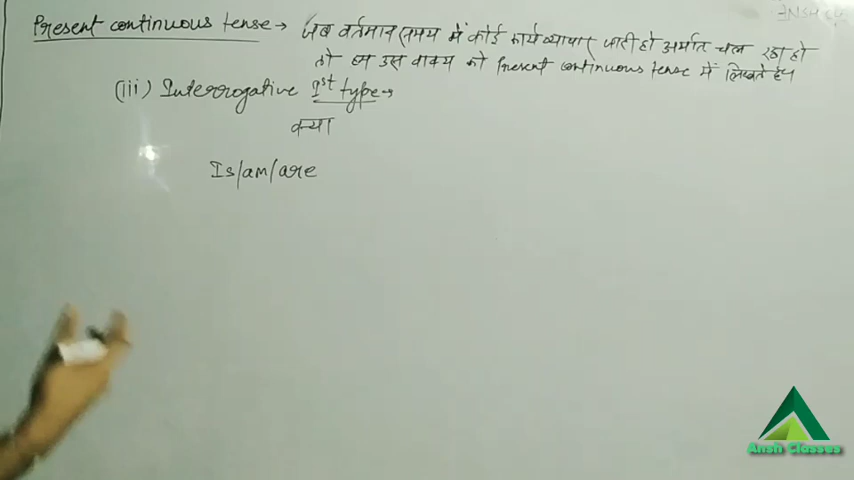 Present continuous tense → जब वर्तमान समय में कोई कार्य व्यापार जारी हो अर्थात चल रहा हो
तो हम उस वाक्य को Present continuous tense में लिखते हैं।
(iii) Interrogative Ist type →
क्या
Is/am/are
Ansh Classes